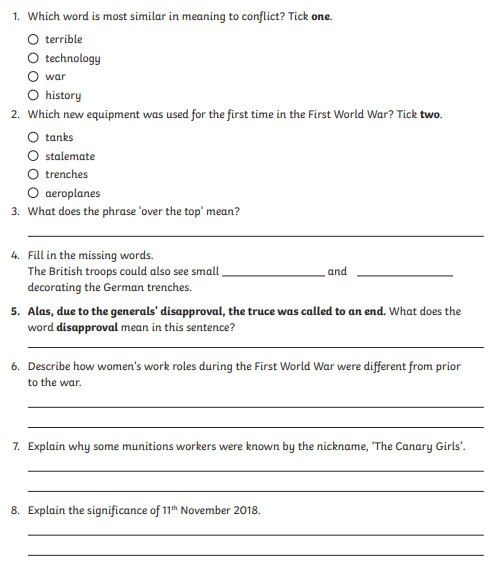 1. Which word is most similar in meaning to conflict? Tick one.
terrible
technology
war
history
2. Which new equipment was used for the first time in the First World War? Tick two.
tanks
stalemate
trenches
aeroplanes
3. What does the phrase 'over the top' mean?
4. Fill in the missing words.
The British troops could also see small ________________ and ________________
decorating the German trenches.
5. Alas, due to the generals' disapproval, the truce was called to an end. What does the
word disapproval mean in this sentence?
6. Describe how women's work roles during the First World War were different from prior
to the war.
7. Explain why some munitions workers were known by the nickname, 'The Canary Girls'.
8. Explain the significance of 11th November 2018.